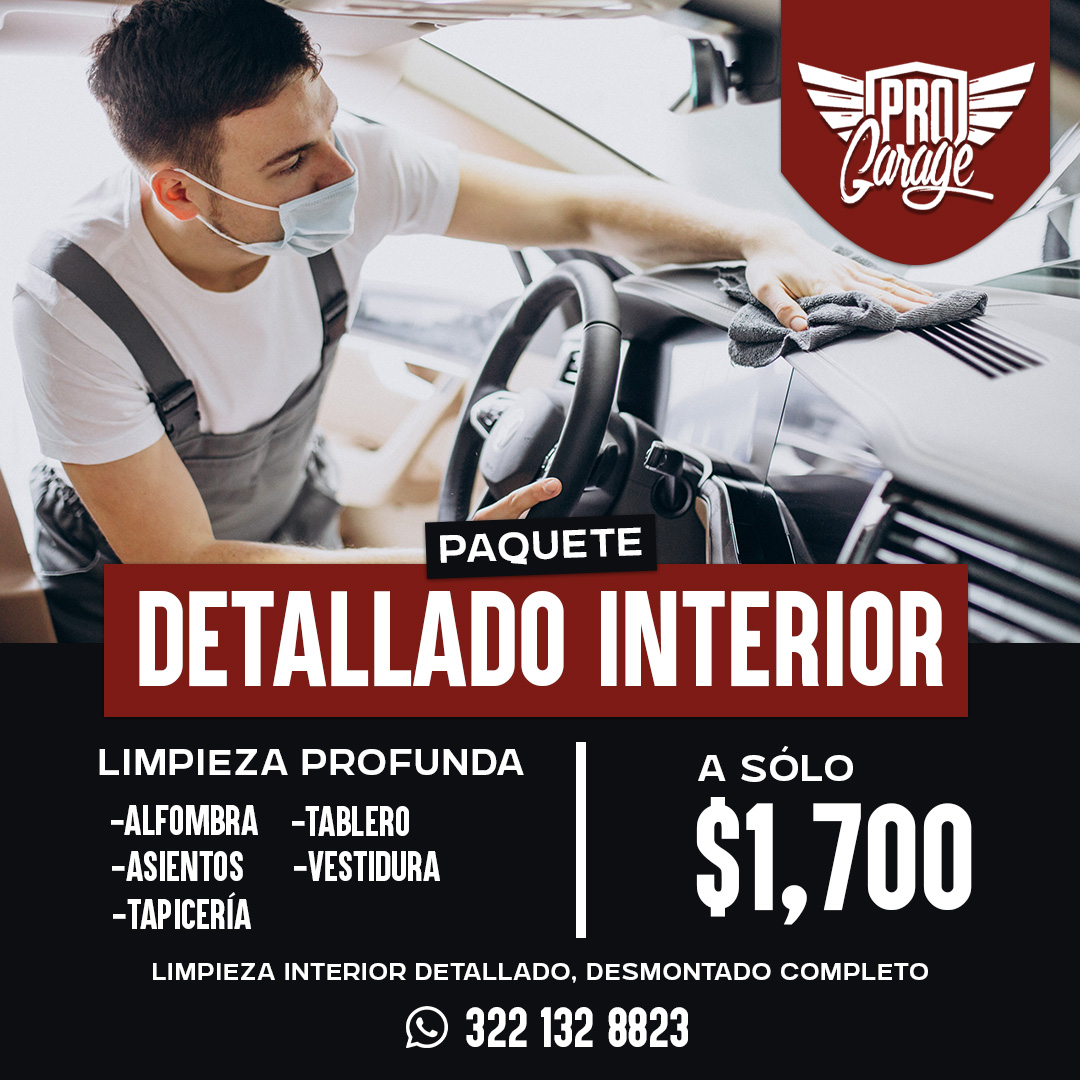 PRO
Garage
PAQUETE
DETALLADO INTERIOR
LIMPIEZA PROFUNDA
-ALFOMBRA -TABLERO
-ASIENTOS -VESTIDURA
-TAPICERÍA
A SÓLO
$1,700
LIMPIEZA INTERIOR DETALLADO, DESMONTADO COMPLETO
322 132 8823